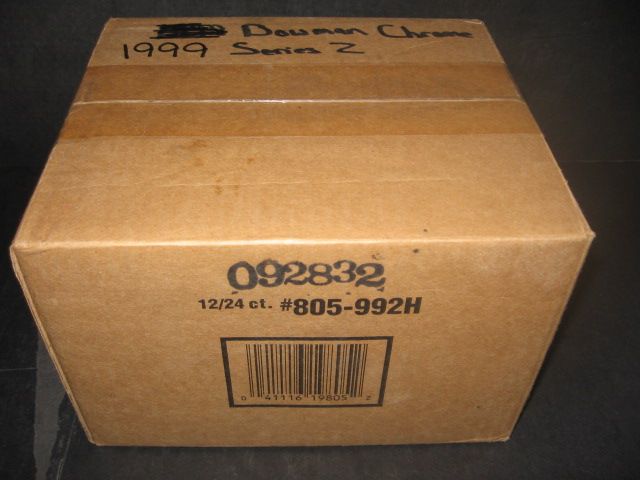 Bowman Chrome
1999 Series 2
092832
12/24 ct. #805-992H
0 41116 19805 2